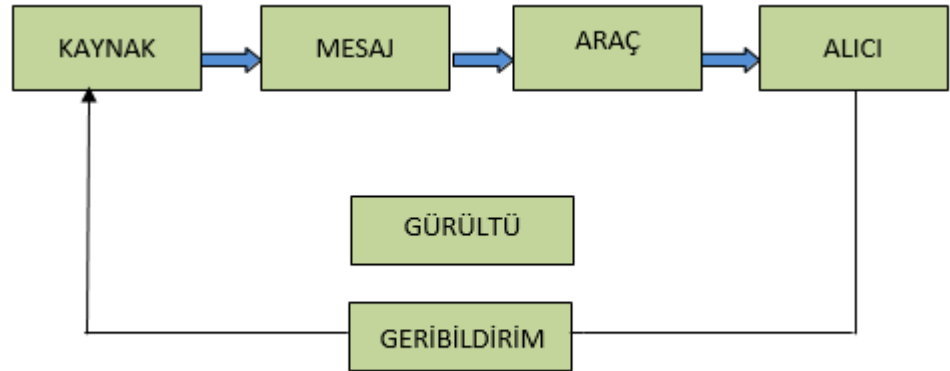 KAYNAK
MESAJ
ARAÇ
ALICI
GÜRÜLTÜ
GERİBİLDİRİM